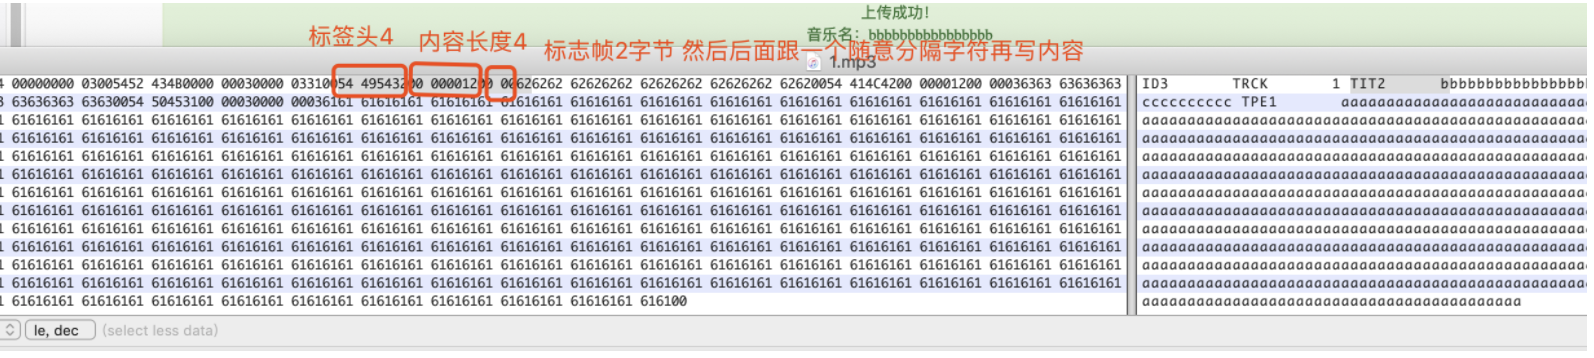 上传成功！
音乐名：bbbbbbbbbbbbbbbb
标签头4
内容长度4
标志帧2字节 然后后面跟一个随意分隔字符再写内容
1.mp3
4 00000000 03005452 434B0000 00030000 03310054 49543200 00001200 00626262 62626262 62626262 62626262 62620054 414C4200 00001200 00036363 63636363 ID3 TRCK 1 TIT2 bbbbbbbbbbbbbbbb
3 63636363 63630054 50453100 00030000 00036161 61616161 61616161 61616161 61616161 61616161 61616161 61616161 61616161 61616161 61616161 61616161 cccccccccc TPE1 aaaaaaaaaaaaaaaaaaaaaaaaaaa
1 61616161 61616161 61616161 61616161 61616161 61616161 61616161 61616161 61616161 61616161 61616161 61616161 61616161 61616161 61616161 61616161 aaaaaaaaaaaaaaaaaaaaaaaaaaaaaaaaaaaaaaaaaaaaaaaaa
1 61616161 61616161 61616161 61616161 61616161 61616161 61616161 61616161 61616161 61616161 61616161 61616161 61616161 61616161 61616161 61616161 aaaaaaaaaaaaaaaaaaaaaaaaaaaaaaaaaaaaaaaaaaaaaaaaa
1 61616161 61616161 61616161 61616161 61616161 61616161 61616161 61616161 61616161 61616161 61616161 61616161 61616161 61616161 61616161 61616161 aaaaaaaaaaaaaaaaaaaaaaaaaaaaaaaaaaaaaaaaaaaaaaaaa
1 61616161 61616161 61616161 61616161 61616161 61616161 61616161 61616161 61616161 61616161 61616161 61616161 61616161 61616161 61616161 61616161 aaaaaaaaaaaaaaaaaaaaaaaaaaaaaaaaaaaaaaaaaaaaaaaaa
1 61616161 61616161 61616161 61616161 61616161 61616161 61616161 61616161 61616161 61616161 61616161 61616161 61616161 61616161 61616161 61616161 aaaaaaaaaaaaaaaaaaaaaaaaaaaaaaaaaaaaaaaaaaaaaaaaa
1 61616161 61616161 61616161 61616161 61616161 61616161 61616161 61616161 61616161 61616161 61616161 61616161 61616161 61616161 61616161 61616161 aaaaaaaaaaaaaaaaaaaaaaaaaaaaaaaaaaaaaaaaaaaaaaaaa
1 61616161 61616161 61616161 61616161 61616161 61616161 61616161 61616161 61616161 61616161 61616161 61616161 61616161 61616161 61616161 61616161 aaaaaaaaaaaaaaaaaaaaaaaaaaaaaaaaaaaaaaaaaaaaaaaaa
1 61616161 61616161 61616161 61616161 61616161 61616161 61616161 61616161 61616161 61616161 61616161 61616161 61616161 61616161 61616161 61616161 aaaaaaaaaaaaaaaaaaaaaaaaaaaaaaaaaaaaaaaaaaaaaaaaa
1 61616161 61616161 61616161 61616161 61616161 61616161 61616161 61616161 61616161 61616161 61616161 61616161 61616161 61616161 61616161 61616161 aaaaaaaaaaaaaaaaaaaaaaaaaaaaaaaaaaaaaaaaaaaaaaaaa
1 61616161 61616161 61616161 61616161 61616161 61616161 61616161 61616161 61616161 61616161 61616161 61616161 61616161 61616161 61616161 61616161 aaaaaaaaaaaaaaaaaaaaaaaaaaaaaaaaaaaaaaaaaaaaaaaaa
1 61616161 61616161 61616161 61616161 61616161 61616161 61616161 61616161 61616161 616100 aaaaaaaaaaaaaaaaaaaaaaaaaaaaaaaaaaaaaaaaaa
le, dec (select less data)